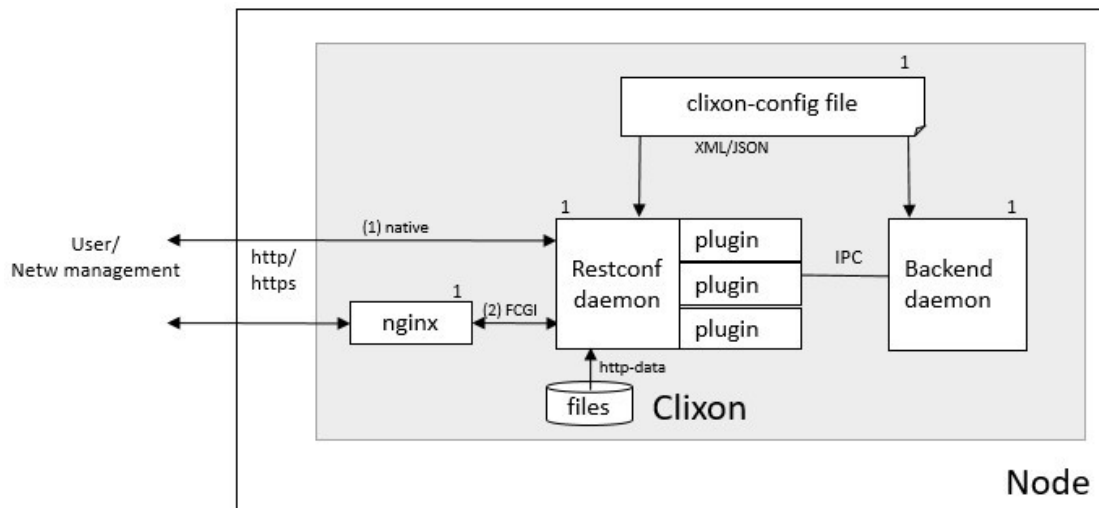 1
clixon-config file
XML/JSON
1
1
(1) native
User/
Netw management
http/
https
Restconf
daemon
plugin
plugin
plugin
IPC
Backend
daemon
1
nginx
(2) FCGI
http-data
files
Clixon
Node